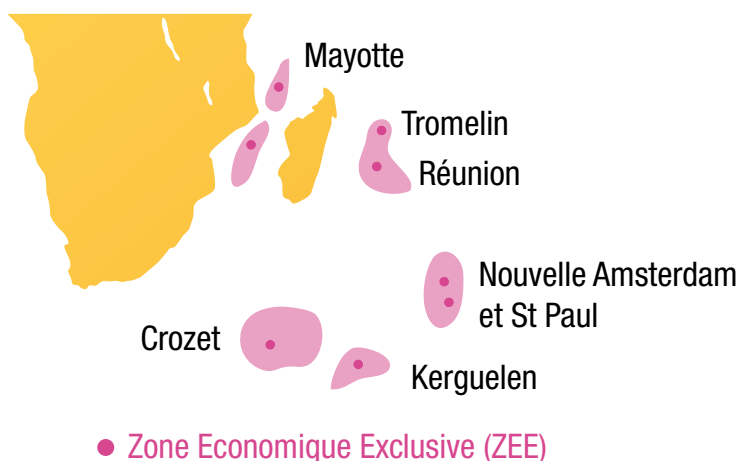 Mayotte
Tromelin
Réunion
Nouvelle Amsterdam
et St Paul
Crozet
Kerguelen
Zone Economique Exclusive (ZEE)